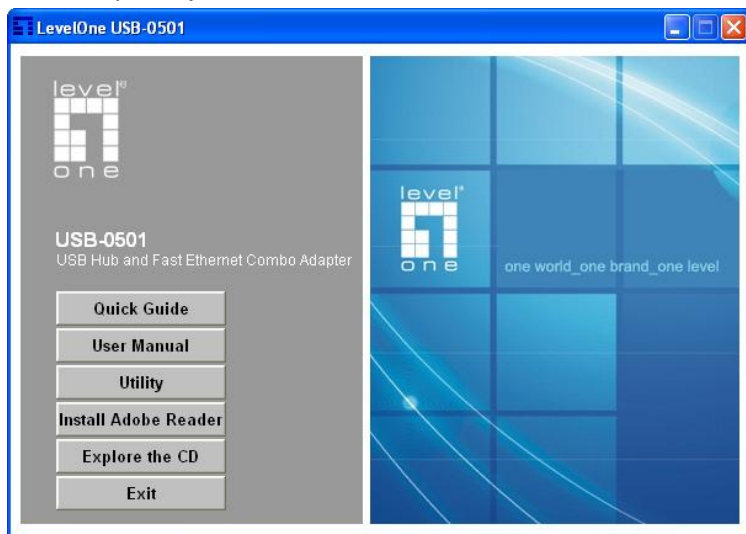 LevelOne USB-0501
level®
one
USB-0501
USB Hub and Fast Ethernet Combo Adapter
Quick Guide
User Manual
Utility
Install Adobe Reader
Explore the CD
Exit
level®
one
one world_one brand_one level